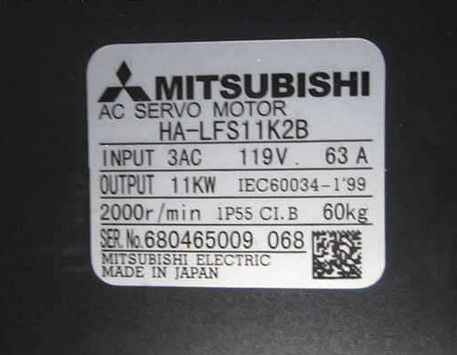 MITSUBISHI
AC SERVO MOTOR
HA-LFS11K2B
INPUT 3AC 119V. 63 A
OUTPUT 11KW IEC60034-1'99
2000r/min IP55 CI.B 60kg
SER.No.680465009 068
MITSUBISHI ELECTRIC
MADE IN JAPAN